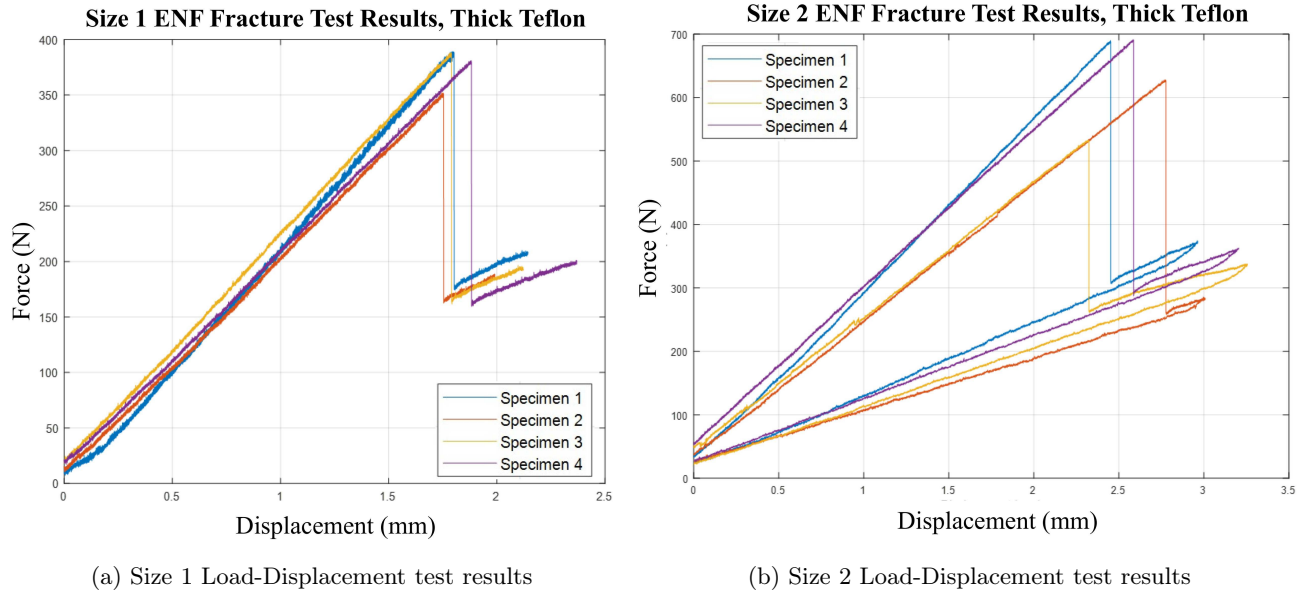 Size 1 ENF Fracture Test Results, Thick Teflon
400
350
300
250
200
150
100
50
0
Force (N)
0 0.5 1 1.5 2 2.5
Displacement (mm)
Specimen 1
Specimen 2
Specimen 3
Specimen 4
(a) Size 1 Load-Displacement test results
Size 2 ENF Fracture Test Results, Thick Teflon
700
600
500
400
300
200
100
0
Force (N)
0 0.5 1 1.5 2 2.5 3 3.5
Displacement (mm)
Specimen 1
Specimen 2
Specimen 3
Specimen 4
(b) Size 2 Load-Displacement test results